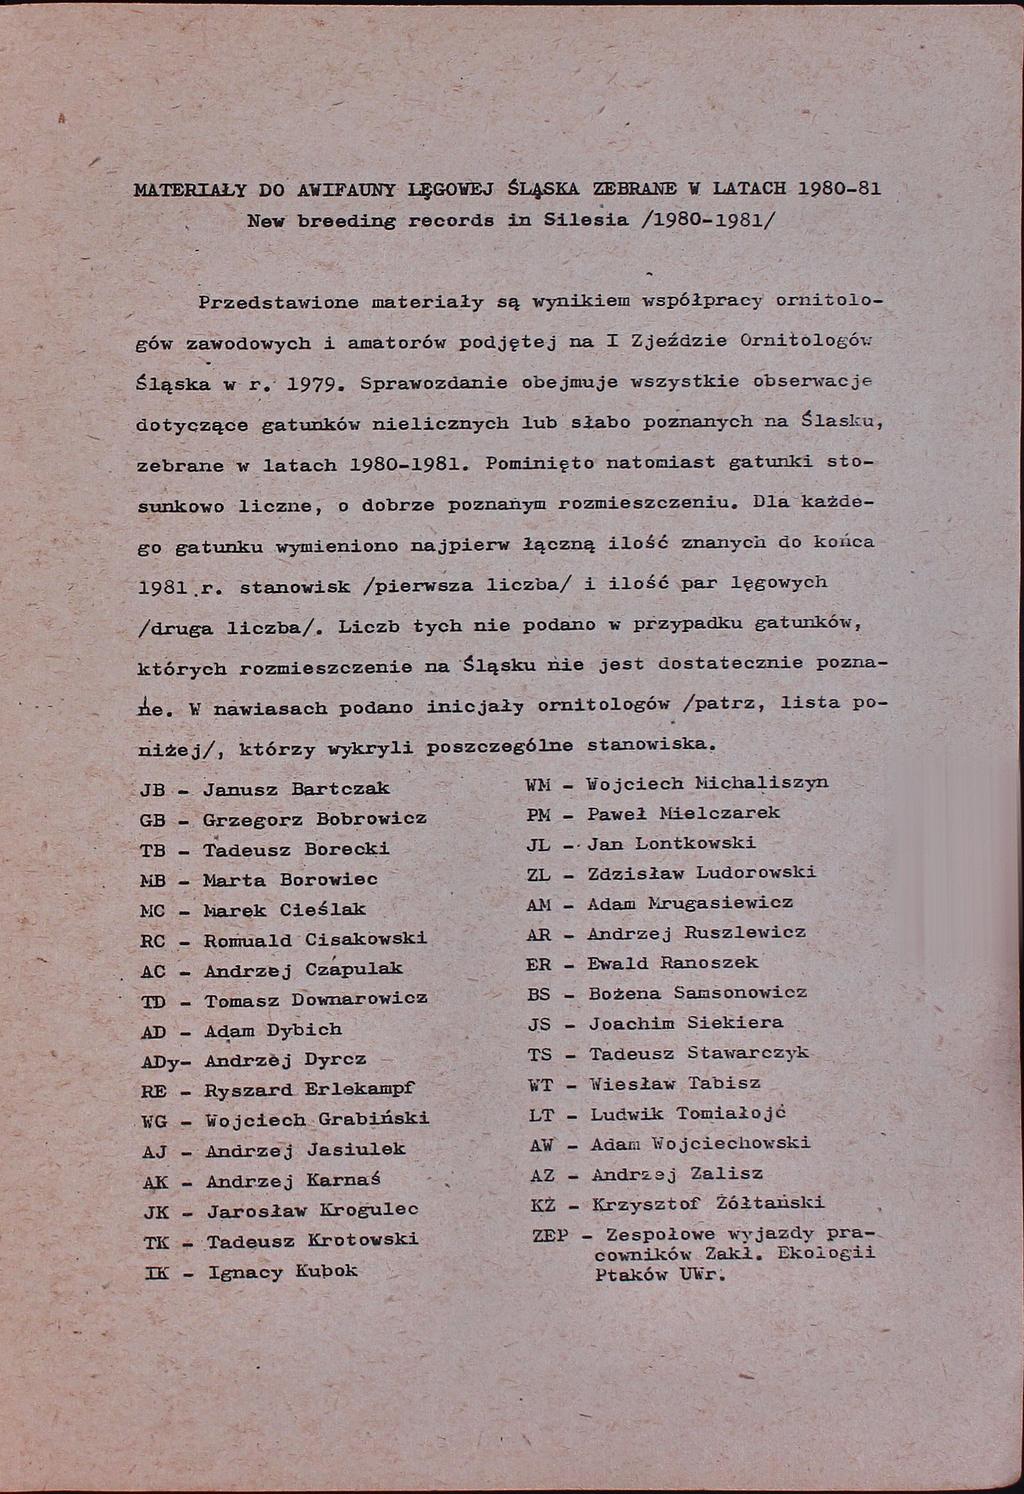 MATERIAŁY DO AWIFAUNY LĘGOWEJ ŚLĄSKA ZEBRANE W LATACH 1980-81
New breeding records in Silesia /1980-1981/
Przedstawione materiały są wynikiem współpracy ornitolo-
gów zawodowych i amatorów podjętej na I Zjeździe Ornitologów
Śląska w r. 1979. Sprawozdanie obejmuje wszystkie obserwacje
dotyczące gatunków nielicznych lub słabo poznanych na Ślasku,
zebrane w latach 1980-1981. Pominięto natomiast gatunki sto-
sunkowo liczne, o dobrze poznanym rozmieszczeniu. Dla każde-
go gatunku wymieniono najpierw łączną ilość znanych do końca
1981 r. stanowisk /pierwsza liczba/ i ilość par lęgowych
/druga liczba/. Liczb tych nie podano w przypadku gatunków,
których rozmieszczenie na Śląsku nie jest dostatecznie pozna-
ne. W nawiasach podano inicjały ornitologów /patrz, lista po-
niżej/, którzy wykryli poszczególne stanowiska.
JB - Janusz Bartczak
GB - Grzegorz Bobrowicz
TB - Tadeusz Borecki
MB - Marta Borowiec
MC - Marek Cieślak
RC - Romuald Cisakowski
AC - Andrzej Czapulak
TD - Tomasz Downarowicz
AD - Adam Dybich
ADy- Andrzej Dyrcz
RE - Ryszard Erlekampf
WG - Wojciech Grabiński
AJ - Andrzej Jasiulek
AK - Andrzej Karnaś
JK - Jarosław Krogulec
TK - Tadeusz Krotowski
IK - Ignacy Kubok
WM - Wojciech Michaliszyn
PM - Paweł Mielczarek
JL - Jan Lontkowski
ZL - Zdzisław Ludorowski
AM - Adam Mrugasiewicz
AR - Andrzej Ruszlewicz
ER - Ewald Ranoszek
BS - Bożena Samsonowicz
JS - Joachim Siekiera
TS - Tadeusz Stawarczyk
WT - Wiesław Tabisz
LT - Ludwik Tomiałojć
AW - Adam Wojciechowski
AZ - Andrzej Zalisz
KŻ - Krzysztof Żółtański
ZEP - Zespołowe wyjazdy pra-
cowników Zakł. Ekologii
Ptaków UWr.